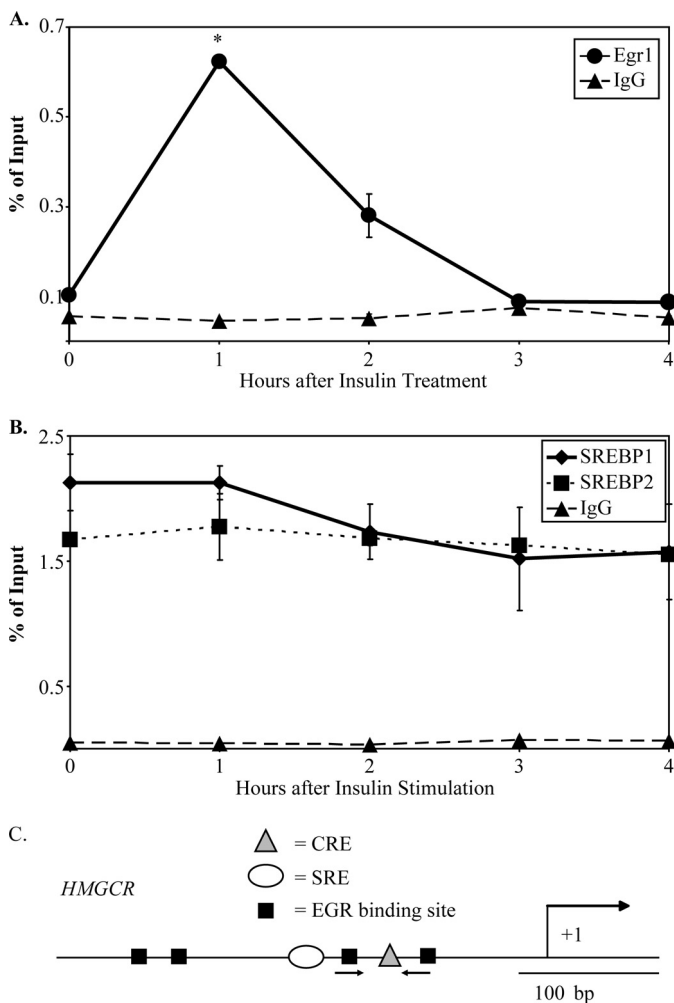 A.
0.7
0.5
0.3
0.1
% of Input
*
Egr1
IgG
0 1 2 3 4
Hours after Insulin Treatment
B.
2.5
1.5
0.5
% of Input
SREBP1
SREBP2
IgG
0 1 2 3 4
Hours after Insulin Stimulation
C.
= CRE
= SRE
HMGCR
= EGR binding site
+1
100 bp